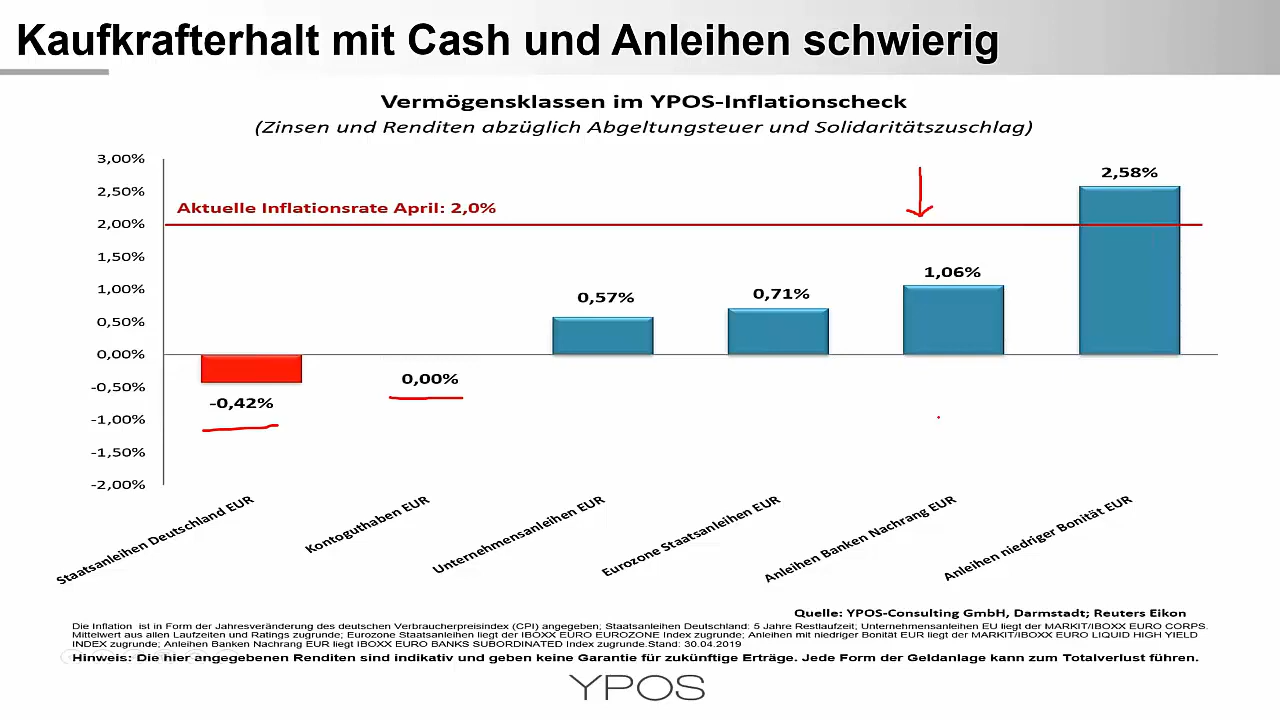 Kaufkrafterhalt mit Cash und Anleihen schwierig
Vermögensklassen im YPOS-Inflationscheck
(Zinsen und Renditen abzüglich Abgeltungsteuer und Solidaritätszuschlag)
3,00%
2,50%
2,00%
1,50%
1,00%
0,50%
0,00%
-0,50%
-1,00%
-1,50%
-2,00%
Aktuelle Inflationsrate April: 2,0%
-0,42%
0,00%
0,57%
0,71%
1,06%
2,58%
Staatsanleihen Deutschland EUR
Kontoguthaben EUR
Unternehmensanleihen EUR
Eurozone Staatsanleihen EUR
Anleihen Banken Nachrang EUR
Anleihen niedriger Bonität EUR
Quelle: YPOS-Consulting GmbH, Darmstadt; Reuters Eikon
Die Inflation ist in Form der Jahresveränderung des deutschen Verbraucherpreisindex (CPI) angegeben; Staatsanleihen Deutschland: 5 Jahre Restlaufzeit; Unternehmensanleihen EU liegt der MARKIT/IBOXX EURO CORPS.
Mittelwert aus allen Laufzeiten und Ratings zugrunde; Eurozone Staatsanleihen liegt der IBOXX EURO EUROZONE Index zugrunde; Anleihen mit niedriger Bonität EUR liegt der MARKIT/IBOXX EURO LIQUID HIGH YIELD
INDEX zugrunde; Anleihen Banken Nachrang EUR liegt IBOXX EURO BANKS SUBORDINATED Index zugrunde.Stand: 30.04.2019
Hinweis: Die hier angegebenen Renditen sind indikativ und geben keine Garantie für zukünftige Erträge. Jede Form der Geldanlage kann zum Totalverlust führen.
YPOS